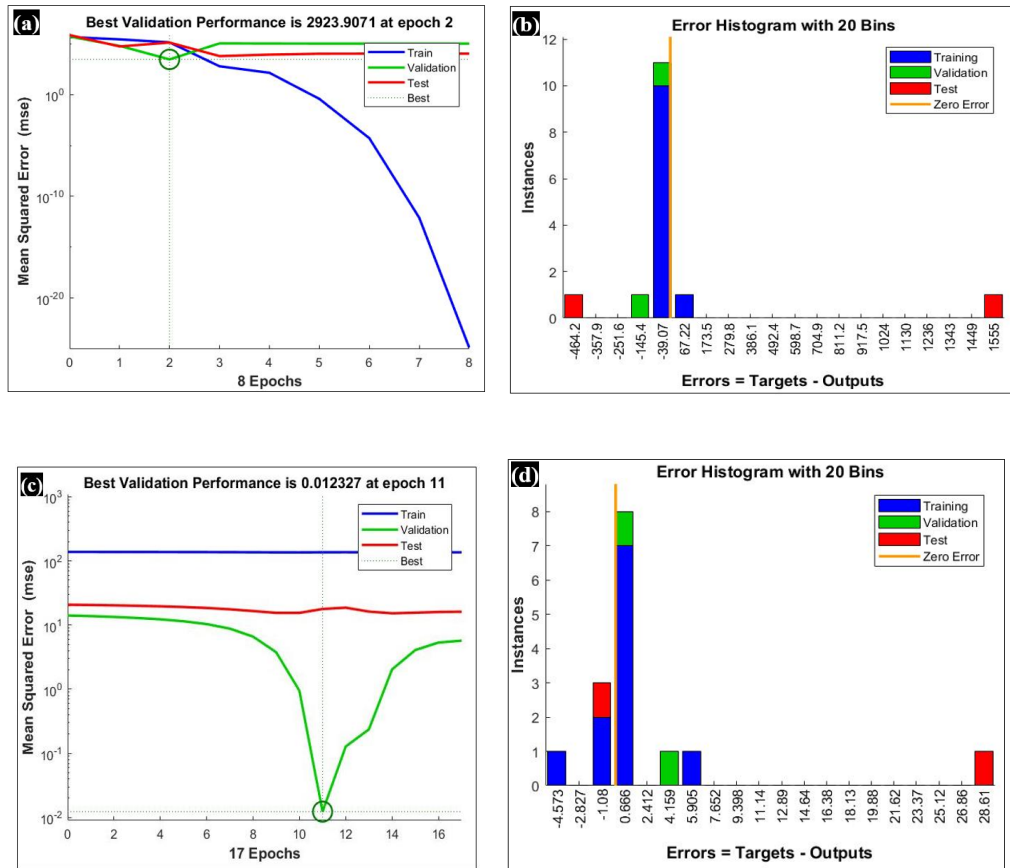 (a)
Best Validation Performance is 2923.9071 at epoch 2
Mean Squared Error (mse)
10^0
10^-10
10^-20
Train
Validation
Test
Best
0 1 2 3 4 5 6 7 8
8 Epochs
(b)
Error Histogram with 20 Bins
Instances
12
10
8
6
4
2
0
Training
Validation
Test
Zero Error
-464.2 -357.9 -251.6 -145.4 -39.07 67.22 173.5 279.8 386.1 492.4 598.7 704.9 811.2 917.5 1024 1130 1236 1343 1449 1555
Errors = Targets - Outputs
(c)
Best Validation Performance is 0.012327 at epoch 11
Mean Squared Error (mse)
10^3
10^2
10^1
10^0
10^-1
10^-2
Train
Validation
Test
Best
0 2 4 6 8 10 12 14 16
17 Epochs
(d)
Error Histogram with 20 Bins
Instances
8
7
6
5
4
3
2
1
0
Training
Validation
Test
Zero Error
-4.573 -2.827 -1.08 0.666 2.412 4.159 5.905 7.652 9.398 11.14 12.89 14.64 16.38 18.13 19.88 21.62 23.37 25.12 26.86 28.61
Errors = Targets - Outputs